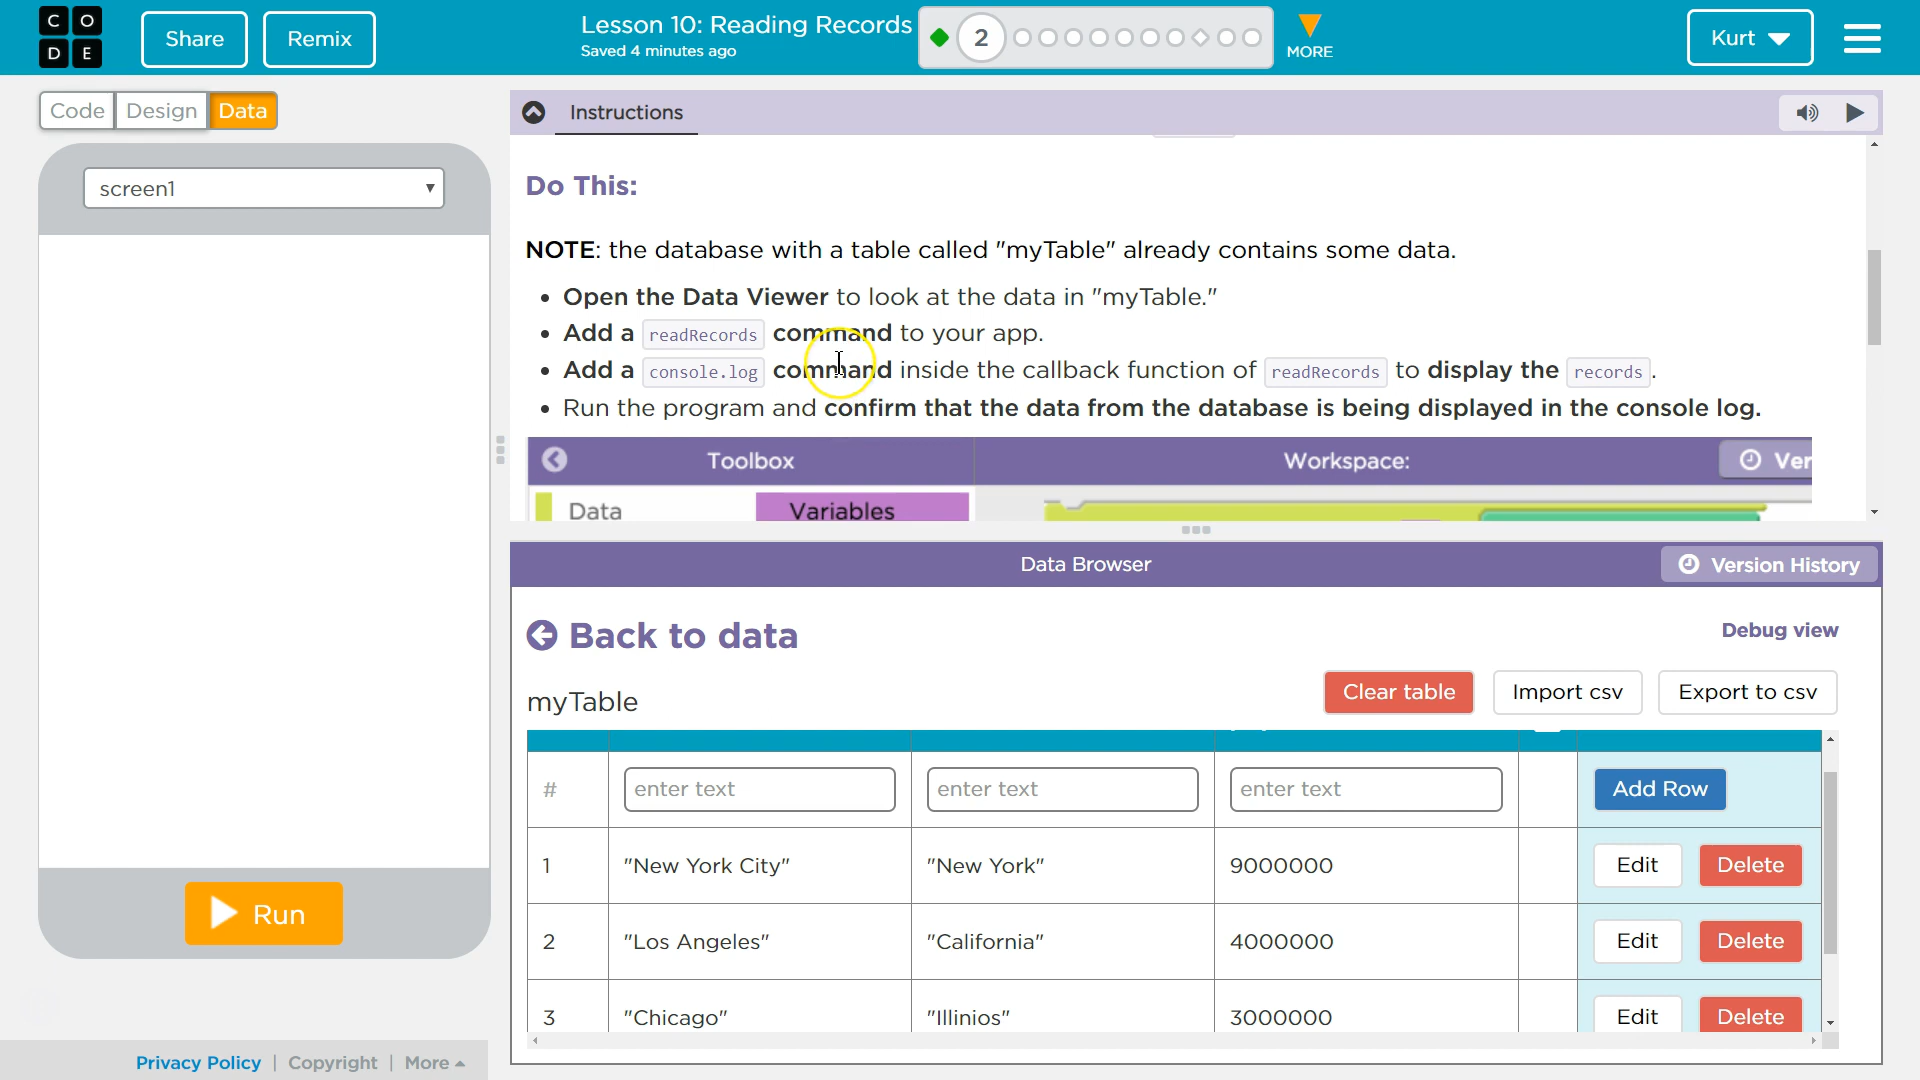 C O
D E
Share
Remix
Lesson 10: Reading Records
Saved 4 minutes ago
2
MORE
Kurt
Code
Design
Data
Instructions
screen1
Do This:
NOTE: the database with a table called "myTable" already contains some data.
• Open the Data Viewer to look at the data in "myTable."
• Add a readRecords command to your app.
• Add a console.log command inside the callback function of readRecords to display the records.
• Run the program and confirm that the data from the database is being displayed in the console log.
Toolbox
Workspace:
Ver
Data
Variables
Data Browser
Version History
Back to data
Debug view
myTable
Clear table
Import csv
Export to csv
# enter text enter text enter text Add Row
1 "New York City" "New York" 9000000 Edit Delete
2 "Los Angeles" "California" 4000000 Edit Delete
3 "Chicago" "Illinios" 3000000 Edit Delete
Run
Privacy Policy | Copyright | More